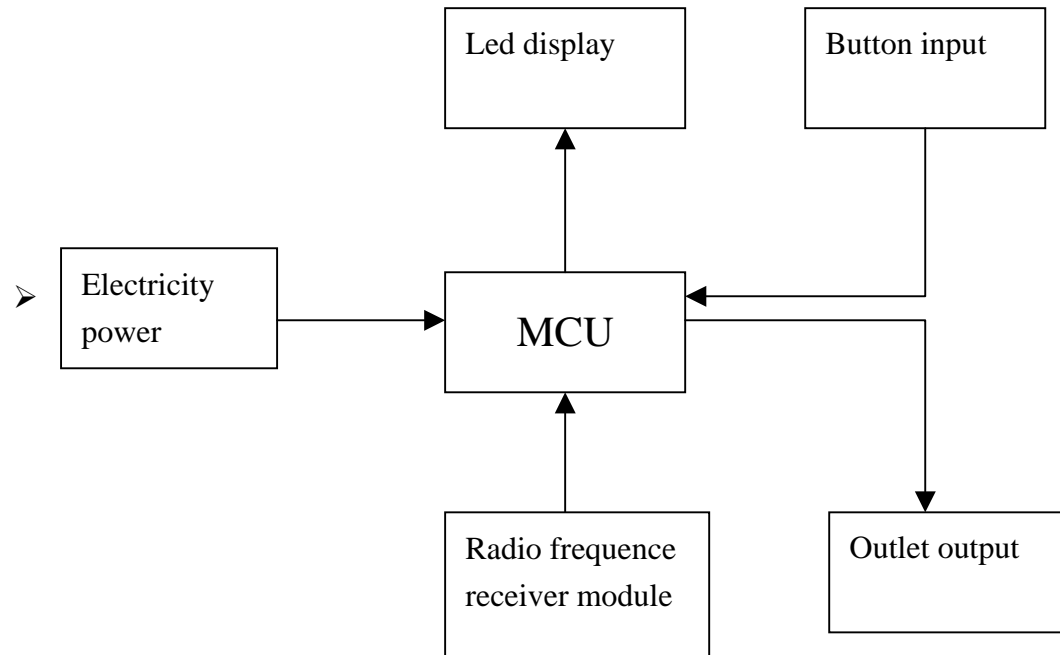 Led display
Button input
Electricity
power
MCU
Radio frequence
receiver module
Outlet output